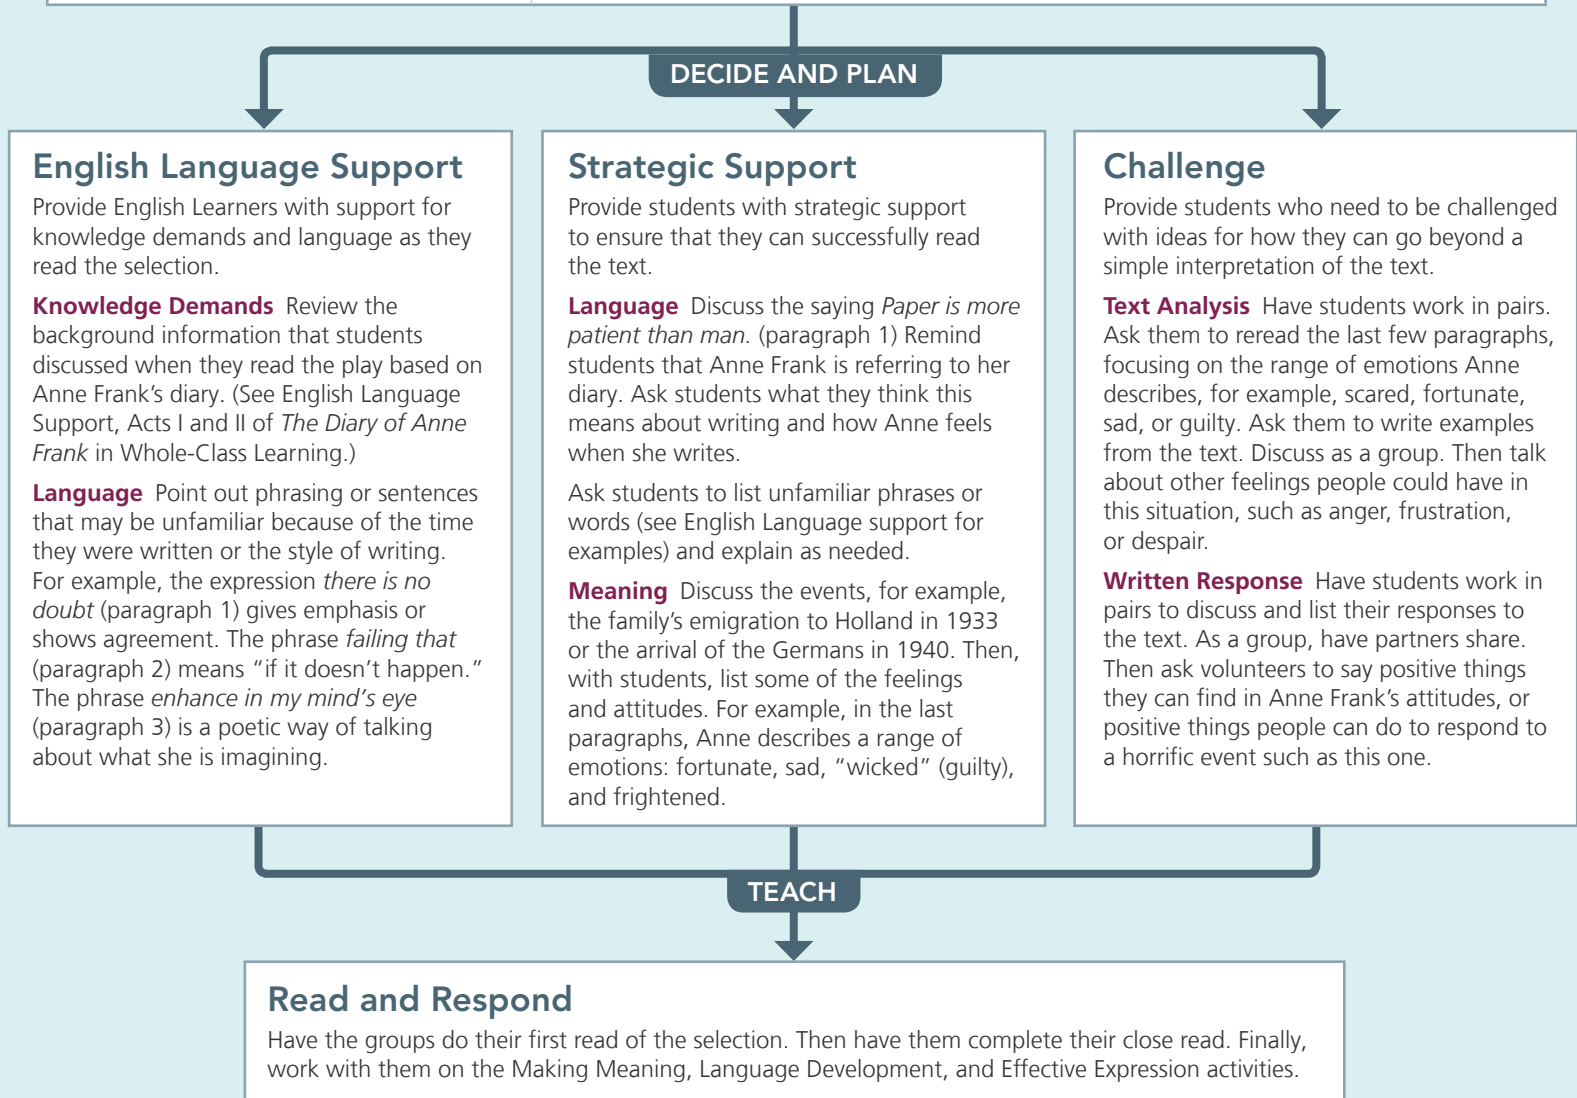 DECIDE AND PLAN
English Language Support
Provide English Learners with support for
knowledge demands and language as they
read the selection.
Knowledge Demands Review the
background information that students
discussed when they read the play based on
Anne Frank's diary. (See English Language
Support, Acts I and II of The Diary of Anne
Frank in Whole-Class Learning.)
Language Point out phrasing or sentences
that may be unfamiliar because of the time
they were written or the style of writing.
For example, the expression there is no
doubt (paragraph 1) gives emphasis or
shows agreement. The phrase failing that
(paragraph 2) means “if it doesn't happen.”
The phrase enhance in my mind's eye
(paragraph 3) is a poetic way of talking
about what she is imagining.
Strategic Support
Provide students with strategic support
to ensure that they can successfully read
the text.
Language Discuss the saying Paper is more
patient than man. (paragraph 1) Remind
students that Anne Frank is referring to her
diary. Ask students what they think this
means about writing and how Anne feels
when she writes.
Ask students to list unfamiliar phrases or
words (see English Language support for
examples) and explain as needed.
Meaning Discuss the events, for example,
the family's emigration to Holland in 1933
or the arrival of the Germans in 1940. Then,
with students, list some of the feelings
and attitudes. For example, in the last
paragraphs, Anne describes a range of
emotions: fortunate, sad, “wicked” (guilty),
and frightened.
Challenge
Provide students who need to be challenged
with ideas for how they can go beyond a
simple interpretation of the text.
Text Analysis Have students work in pairs.
Ask them to reread the last few paragraphs,
focusing on the range of emotions Anne
describes, for example, scared, fortunate,
sad, or guilty. Ask them to write examples
from the text. Discuss as a group. Then talk
about other feelings people could have in
this situation, such as anger, frustration,
or despair.
Written Response Have students work in
pairs to discuss and list their responses to
the text. As a group, have partners share.
Then ask volunteers to say positive things
they can find in Anne Frank's attitudes, or
positive things people can do to respond to
a horrific event such as this one.
TEACH
Read and Respond
Have the groups do their first read of the selection. Then have them complete their close read. Finally,
work with them on the Making Meaning, Language Development, and Effective Expression activities.